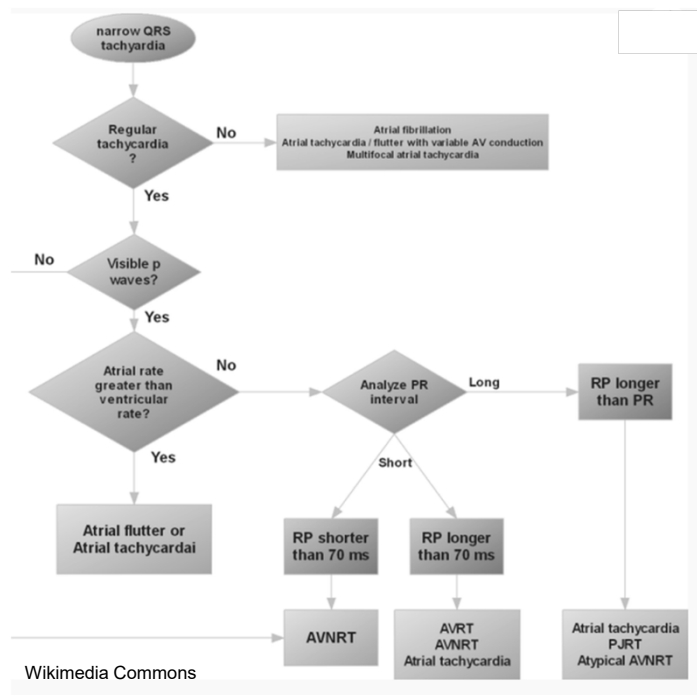 narrow QRS
tachyardia
Regular
tachycardia
?
No
Atrial fibrillation
Atrial tachycardia / flutter with variable AV conduction
Multifocal atrial tachycardia
Yes
No
Visible p
waves?
Yes
Atrial rate
greater than
ventricular
rate?
No
Analyze PR
interval
Long
RP longer
than PR
Yes
Short
Atrial flutter or
Atrial tachycardai
RP shorter
than 70 ms
RP longer
than 70 ms
AVNRT
AVRT
AVNRT
Atrial tachycardia
Atrial tachycardia
PJRT
Atypical AVNRT
Wikimedia Commons